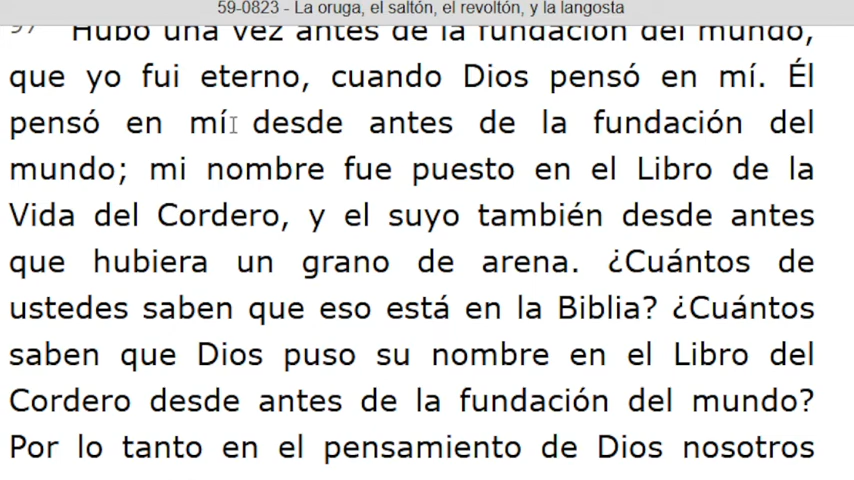 59-0823 - La oruga, el saltón, el revoltón, y la langosta
97 Hubo una vez antes de la fundación del mundo,
que yo fui eterno, cuando Dios pensó en mí. Él
pensó en mí desde antes de la fundación del
mundo; mi nombre fue puesto en el Libro de la
Vida del Cordero, y el suyo también desde antes
que hubiera un grano de arena. ¿Cuántos de
ustedes saben que eso está en la Biblia? ¿Cuántos
saben que Dios puso su nombre en el Libro del
Cordero desde antes de la fundación del mundo?
Por lo tanto en el pensamiento de Dios nosotros